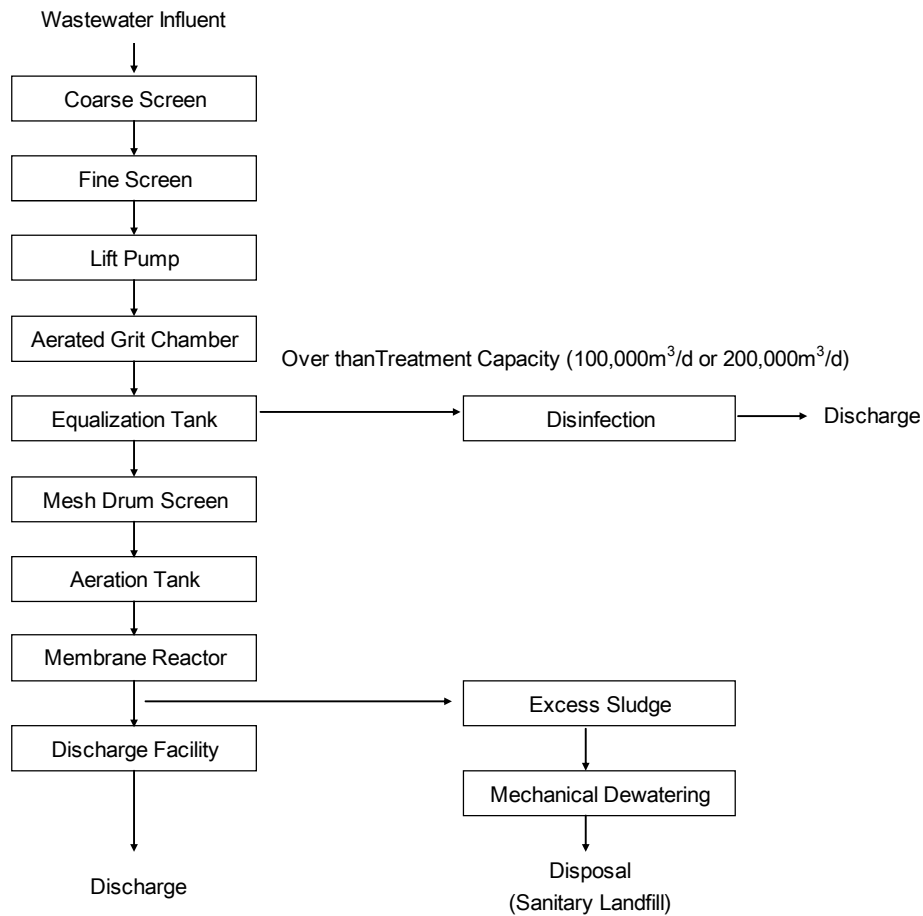 Wastewater Influent
Coarse Screen
Fine Screen
Lift Pump
Aerated Grit Chamber
Over thanTreatment Capacity (100,000m³/d or 200,000m³/d)
Equalization Tank
Disinfection
Discharge
Mesh Drum Screen
Aeration Tank
Membrane Reactor
Excess Sludge
Discharge Facility
Mechanical Dewatering
Discharge
Disposal
(Sanitary Landfill)